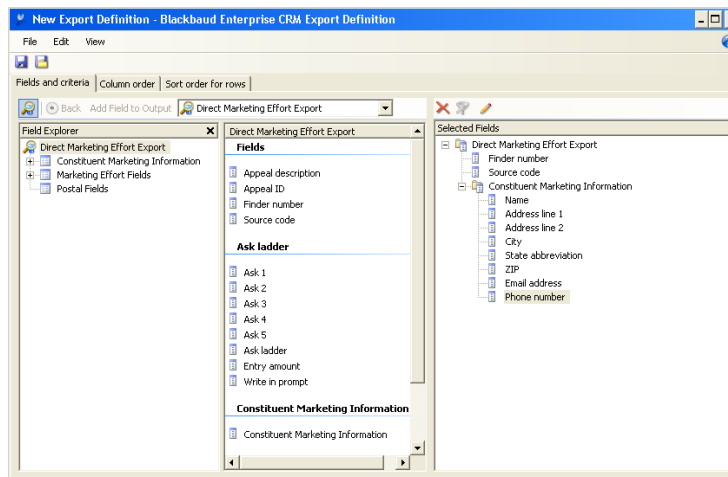 New Export Definition - Blackbaud Enterprise CRM Export Definition
File Edit View
Fields and criteria Column order Sort order for rows
Back Add Field to Output Direct Marketing Effort Export
Field Explorer
Direct Marketing Effort Export
Constituent Marketing Information
Marketing Effort Fields
Postal Fields
Direct Marketing Effort Export
Fields
Appeal description
Appeal ID
Finder number
Source code
Ask ladder
Ask 1
Ask 2
Ask 3
Ask 4
Ask 5
Ask ladder
Entry amount
Write in prompt
Constituent Marketing Information
Constituent Marketing Information
Selected Fields
Direct Marketing Effort Export
Finder number
Source code
Constituent Marketing Information
Name
Address line 1
Address line 2
City
State abbreviation
ZIP
Email address
Phone number